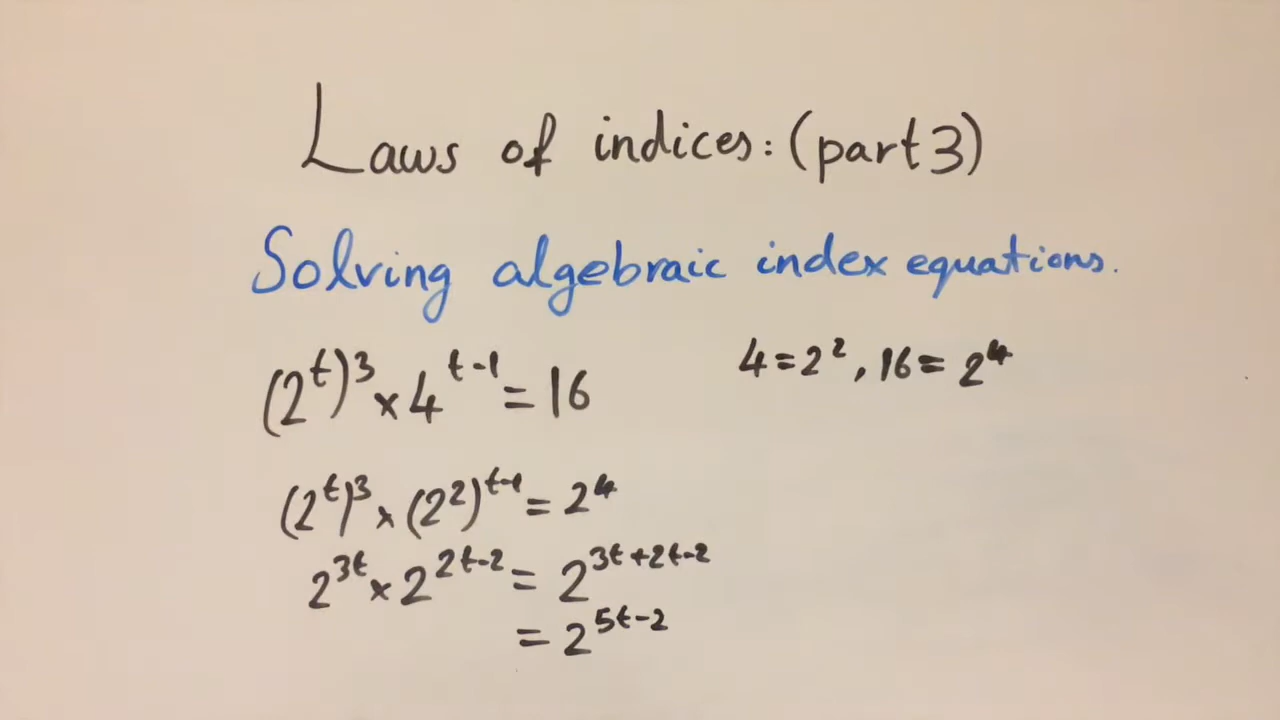 Laws of indices: (part 3)
Solving algebraic index equations.
(2^t)^3 × 4^{t-1} = 16
4 = 2^2, 16 = 2^4
(2^t)^3 × (2^2)^{t-1} = 2^4
2^{3t} × 2^{2t-2} = 2^{3t+2t-2}
= 2^{5t-2}